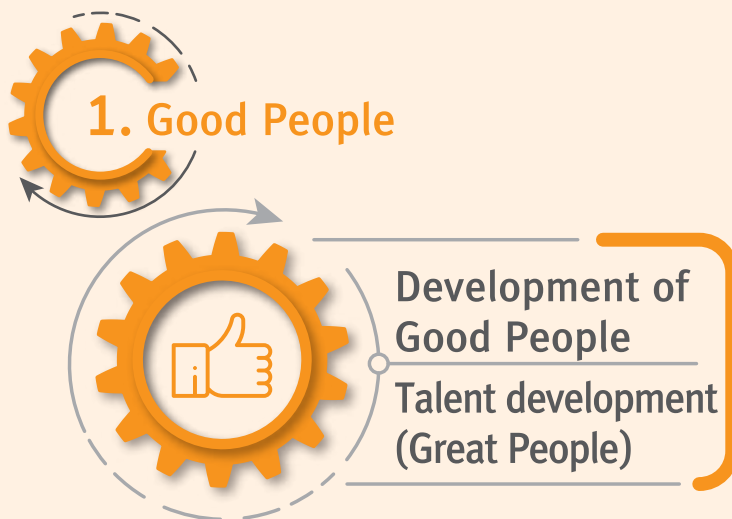 1. Good People
Development of
Good People
Talent development
(Great People)